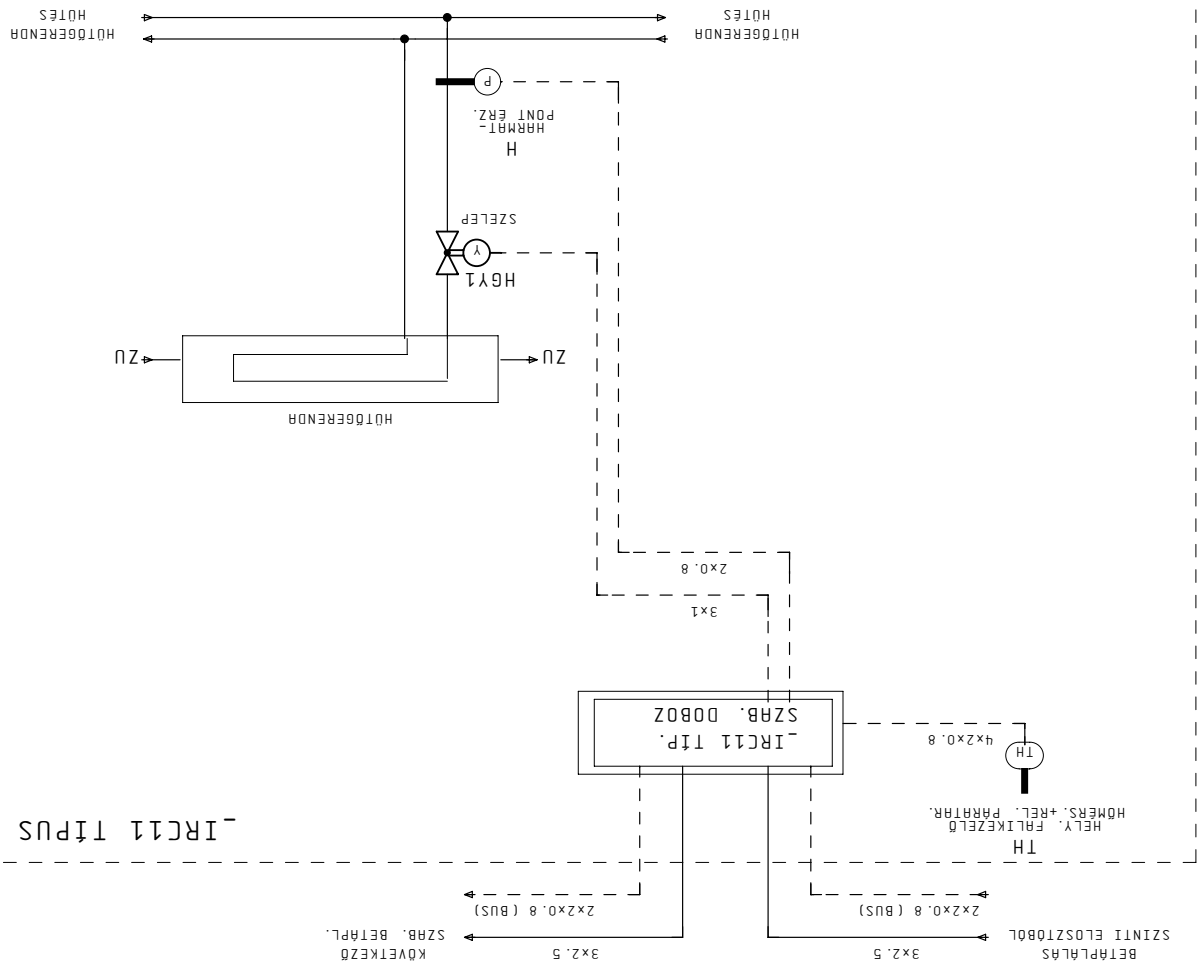 BETÁPLÁLÁS
SZINTI ELOSZTÓBÓL
3x2.5
3x2.5
KÖVETKEZŐ
SZAB. BETÁPL.
2x2x0.8 (BUS)
2x2x0.8 (BUS)
_IRC11 TÍPUS
TH
HELY. FALIKEZELŐ
HŐMÉRS.+REL. PÁRATAR.
TH
4x2x0.8
_IRC11 TÍP.
SZAB. DOBOZ
3x1
2x0.8
HŰTŐGERENDA
ZU
ZU
HGY1
Y
SZELEP
H
HARMAT-
PONT ÉRZ.
P
HŰTŐGERENDA
HŰTÉS
HŰTŐGERENDA
HŰTÉS